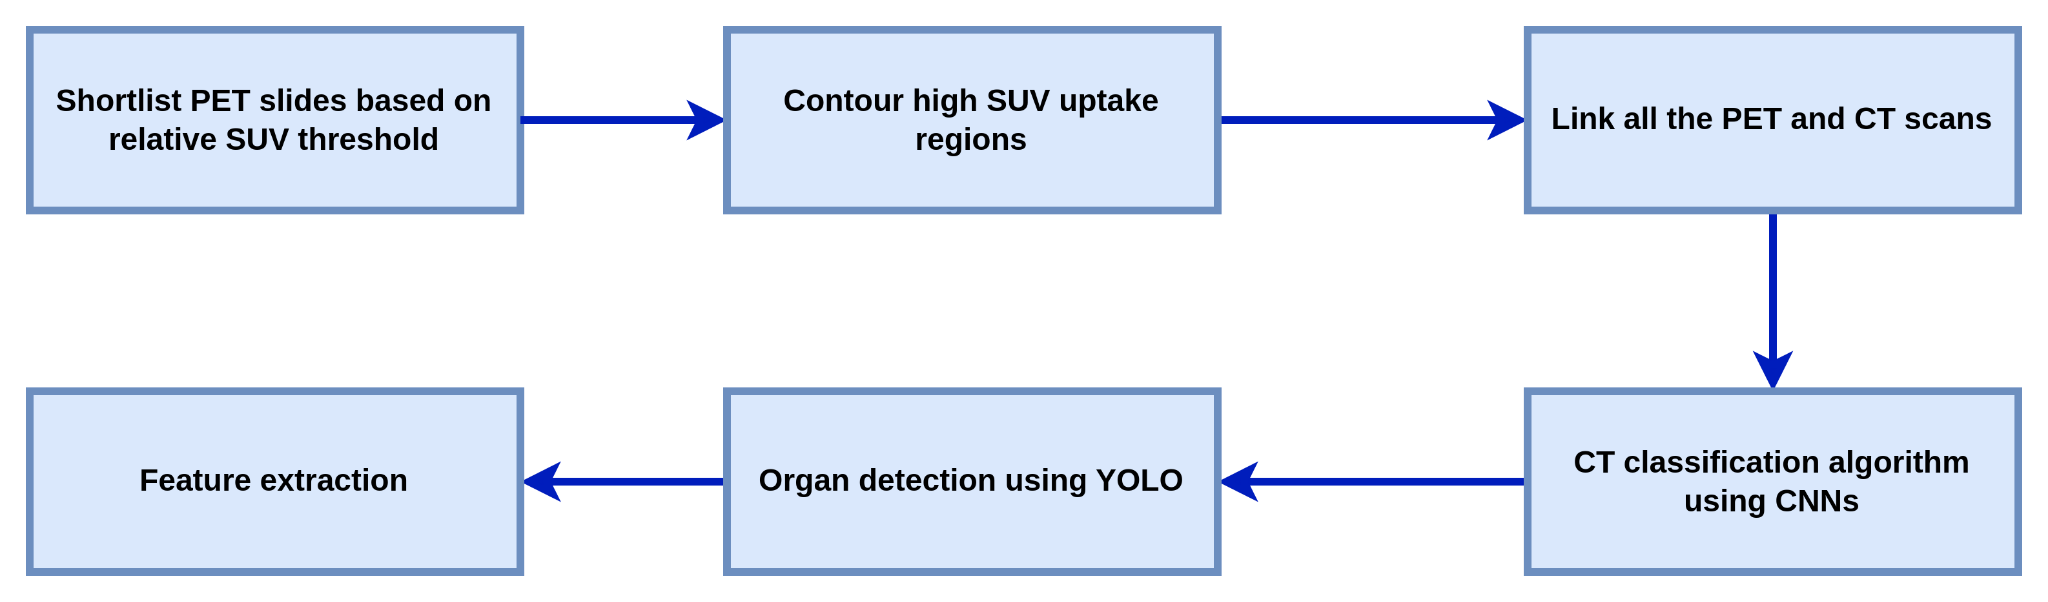 Shortlist PET slides based on
relative SUV threshold
Contour high SUV uptake
regions
Link all the PET and CT scans
CT classification algorithm
using CNNs
Organ detection using YOLO
Feature extraction